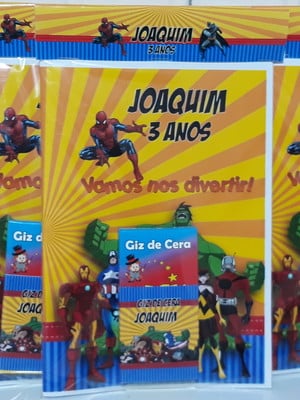 JOAQUIM
3 ANOS
JOAQUIM
3 ANOS
Vamos nos divertir!
Giz de Cera
Giz de Cera
GIZ DE CERA
JOAQUIM